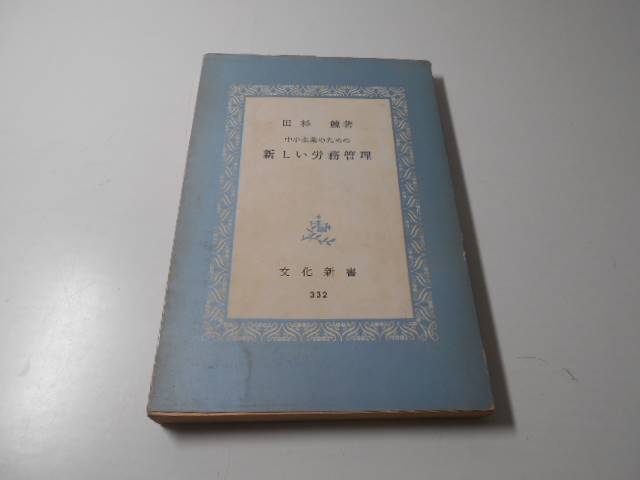 田杉 競著
中小企業のための
新しい労務管理
文化新書
332